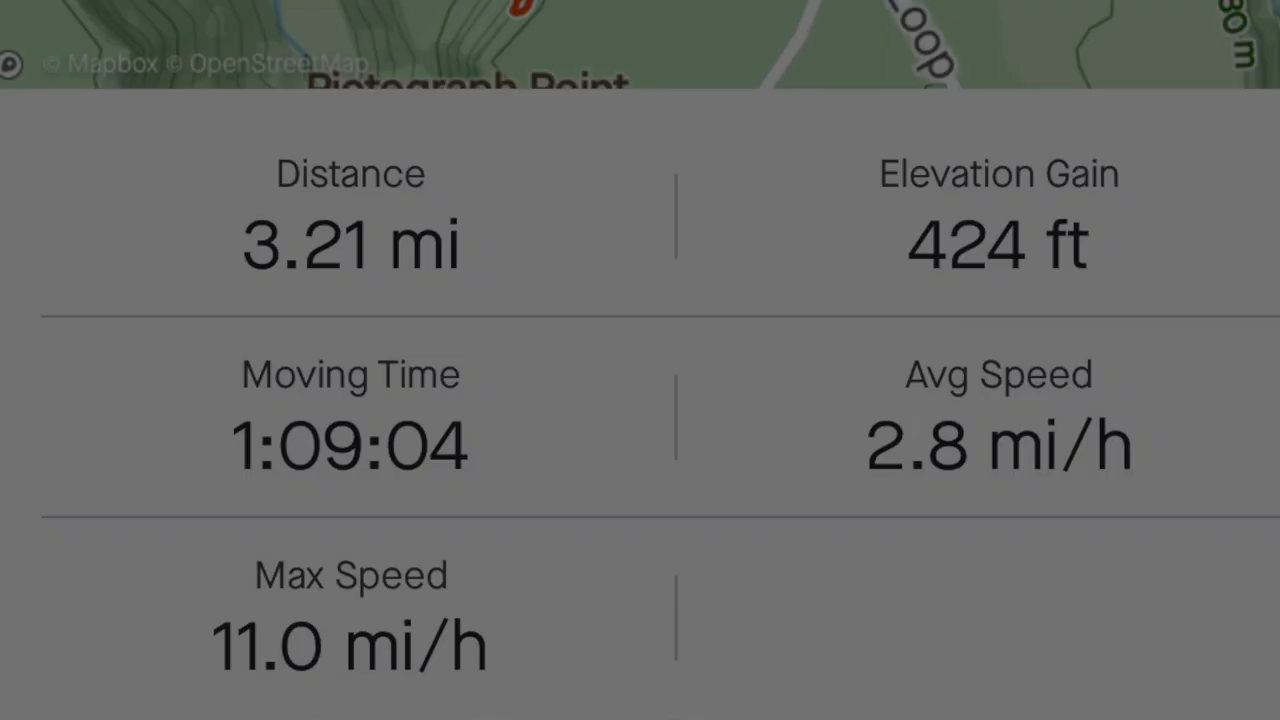 Loop
80 m
© Mapbox © OpenStreetMap
Pictograph Point
Distance
3.21 mi
Elevation Gain
424 ft
Moving Time
1:09:04
Avg Speed
2.8 mi/h
Max Speed
11.0 mi/h